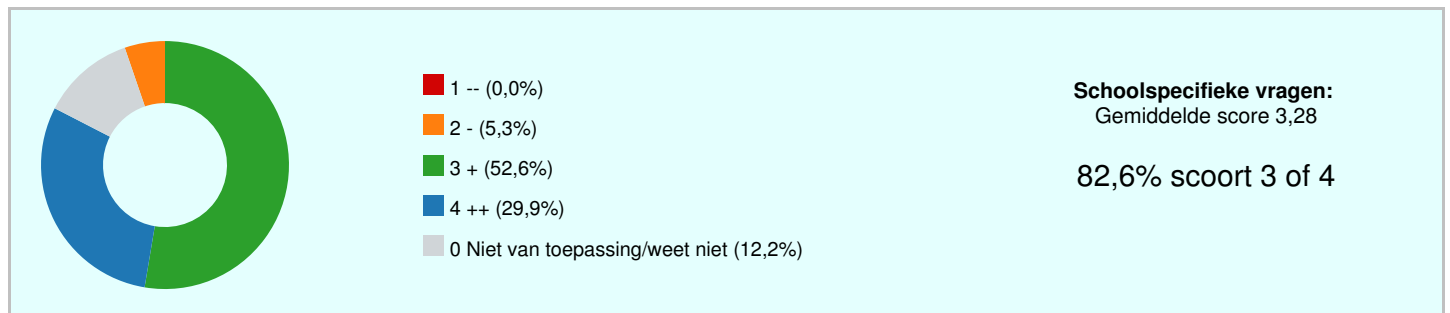 1 -- (0,0%)
2 - (5,3%)
3 + (52,6%)
4 ++ (29,9%)
0 Niet van toepassing/weet niet (12,2%)
Schoolspecifieke vragen:
Gemiddelde score 3,28
82,6% scoort 3 of 4